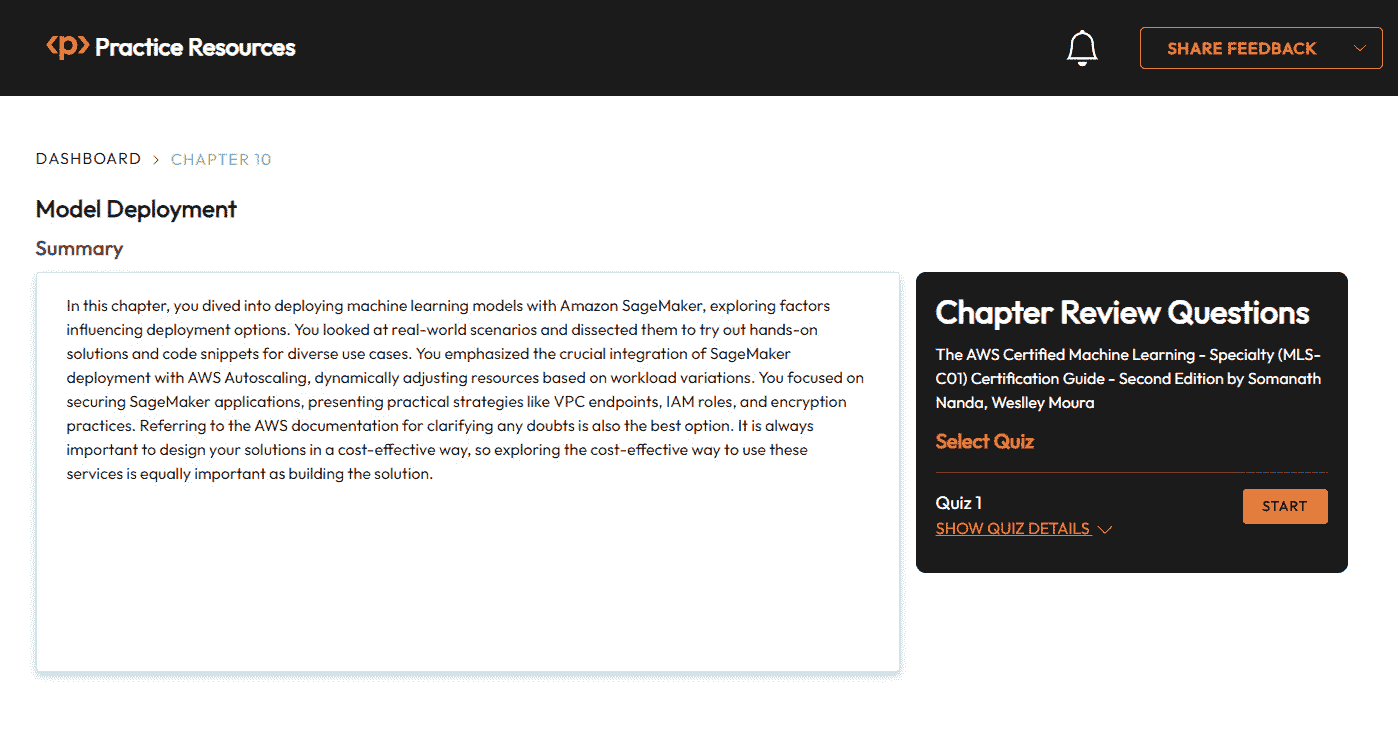 <p> Practice Resources
SHARE FEEDBACK
DASHBOARD > CHAPTER 10
Model Deployment
Summary
In this chapter, you dived into deploying machine learning models with Amazon SageMaker, exploring factors
influencing deployment options. You looked at real-world scenarios and dissected them to try out hands-on
solutions and code snippets for diverse use cases. You emphasized the crucial integration of SageMaker
deployment with AWS Autoscaling, dynamically adjusting resources based on workload variations. You focused on
securing SageMaker applications, presenting practical strategies like VPC endpoints, IAM roles, and encryption
practices. Referring to the AWS documentation for clarifying any doubts is also the best option. It is always
important to design your solutions in a cost-effective way, so exploring the cost-effective way to use these
services is equally important as building the solution.
Chapter Review Questions
The AWS Certified Machine Learning - Specialty (MLS-
C01) Certification Guide - Second Edition by Somanath
Nanda, Weslley Moura
Select Quiz
Quiz 1
START
SHOW QUIZ DETAILS